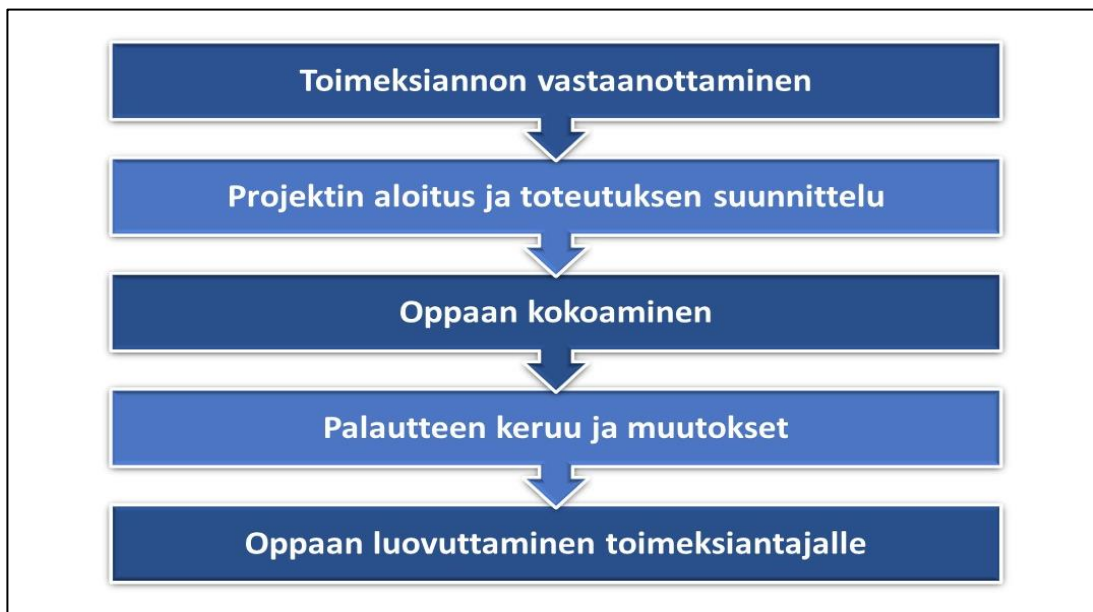 Toimeksiannon vastaanottaminen
Projektin aloitus ja toteutuksen suunnittelu
Oppaan kokoaminen
Palautteen keruu ja muutokset
Oppaan luovuttaminen toimeksiantajalle